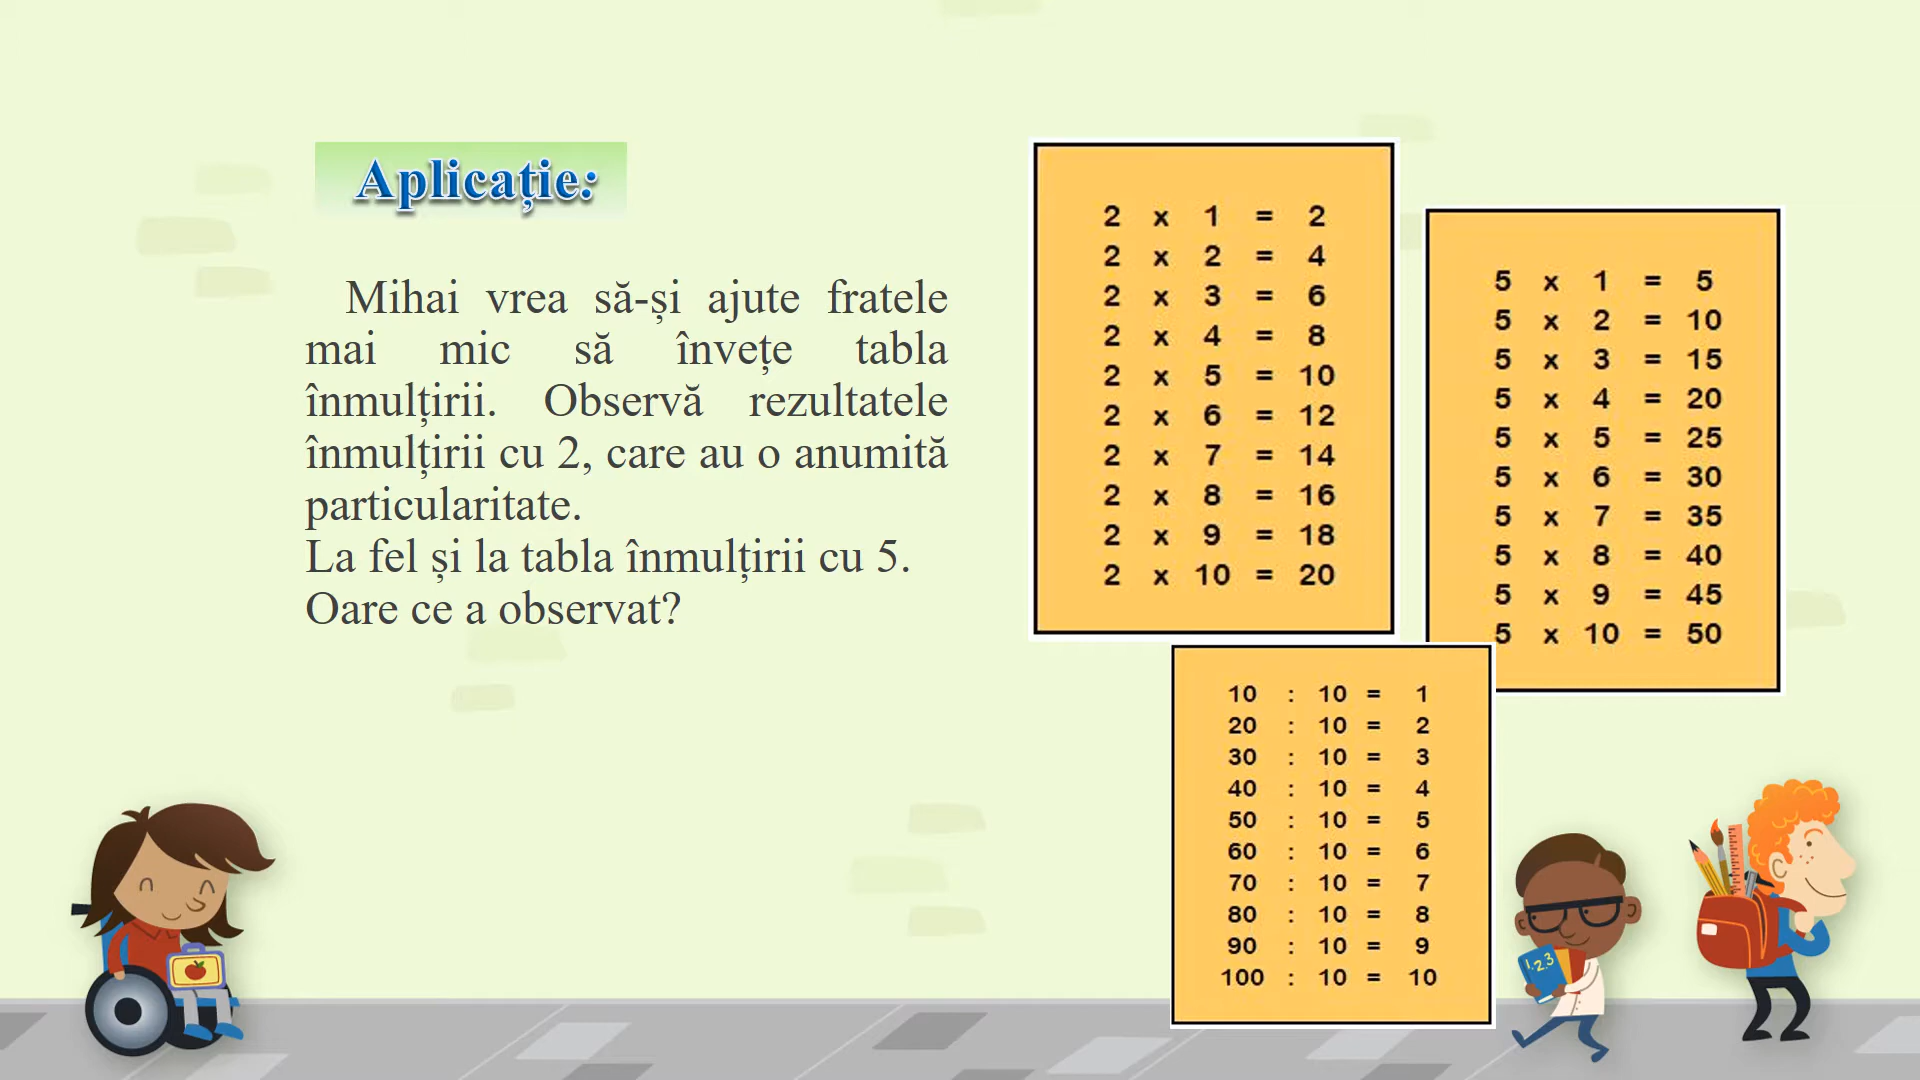 Aplicație:
Mihai vrea să-și ajute fratele
mai mic să învețe tabla
înmulțirii. Observă rezultatele
înmulțirii cu 2, care au o anumită
particularitate.
La fel și la tabla înmulțirii cu 5.
Oare ce a observat?
2 x 1 = 2
2 x 2 = 4
2 x 3 = 6
2 x 4 = 8
2 x 5 = 10
2 x 6 = 12
2 x 7 = 14
2 x 8 = 16
2 x 9 = 18
2 x 10 = 20
5 x 1 = 5
5 x 2 = 10
5 x 3 = 15
5 x 4 = 20
5 x 5 = 25
5 x 6 = 30
5 x 7 = 35
5 x 8 = 40
5 x 9 = 45
5 x 10 = 50
10 : 10 = 1
20 : 10 = 2
30 : 10 = 3
40 : 10 = 4
50 : 10 = 5
60 : 10 = 6
70 : 10 = 7
80 : 10 = 8
90 : 10 = 9
100 : 10 = 10
1,2,3